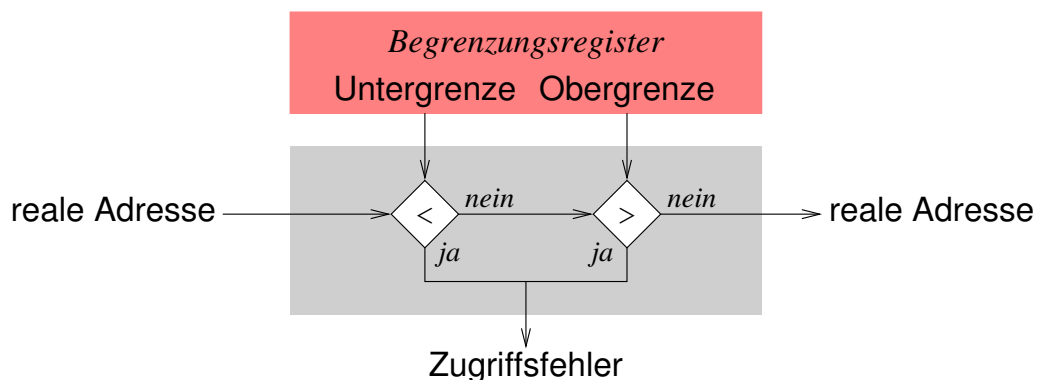 Begrenzungsregister
Untergrenze Obergrenze
reale Adresse < nein > nein reale Adresse
ja ja
Zugriffsfehler